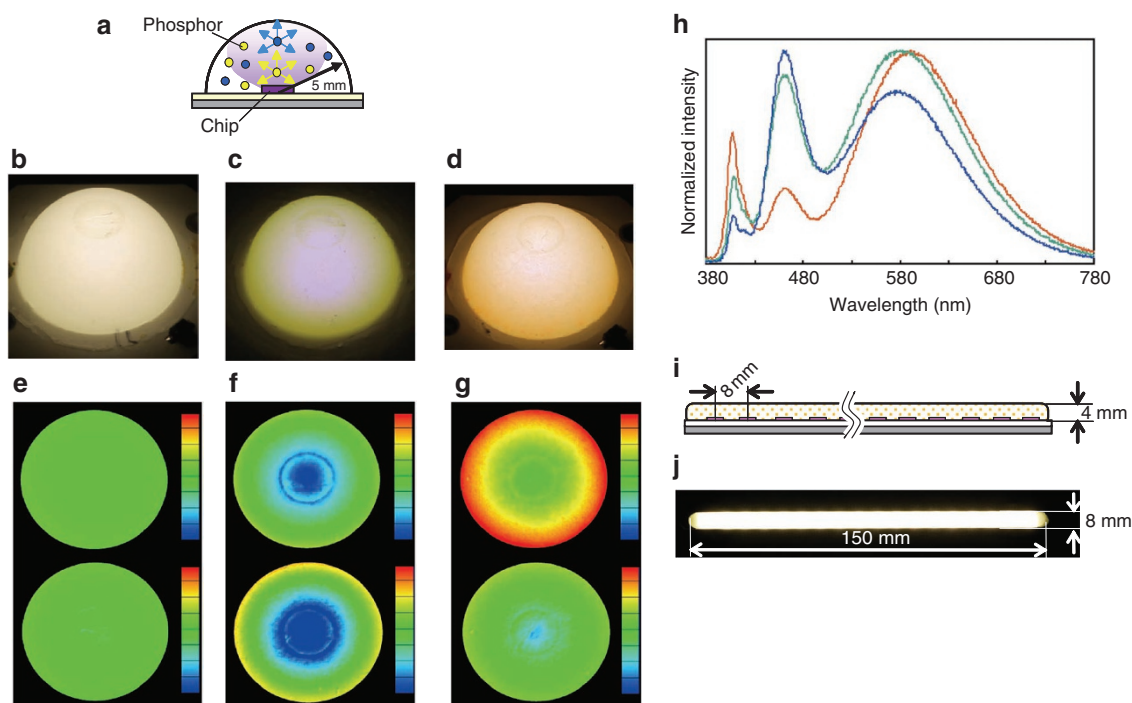 a
Phosphor
5 mm
Chip
b
c
d
e
f
g
h
Normalized intensity
380
480
580
680
780
Wavelength (nm)
i
8 mm
4 mm
j
8 mm
150 mm